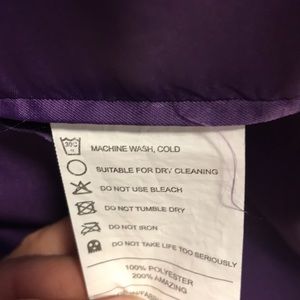 30C
MACHINE WASH, COLD
SUITABLE FOR DRY CLEANING
DO NOT USE BLEACH
DO NOT TUMBLE DRY
DO NOT IRON
DO NOT TAKE LIFE TOO SERIOUSLY
100% POLYESTER
200% AMAZING